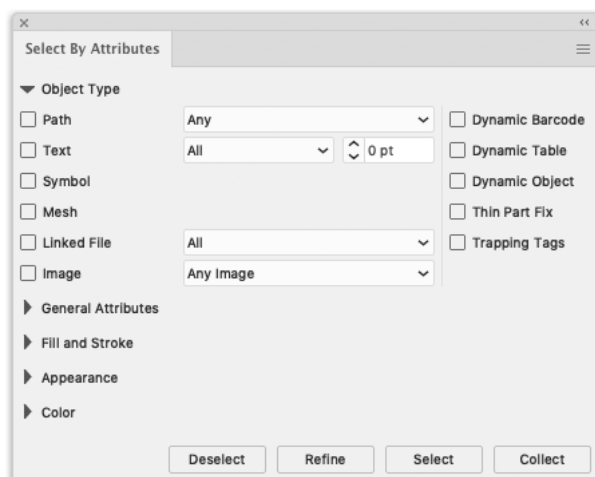 Select By Attributes
Object Type
Path Any Dynamic Barcode
Text All 0 pt Dynamic Table
Symbol Dynamic Object
Mesh Thin Part Fix
Linked File All Trapping Tags
Image Any Image
General Attributes
Fill and Stroke
Appearance
Color
Deselect Refine Select Collect